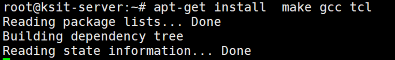 root@ksit-server:~# apt-get install  make gcc tcl
Reading package lists... Done
Building dependency tree
Reading state information... Done